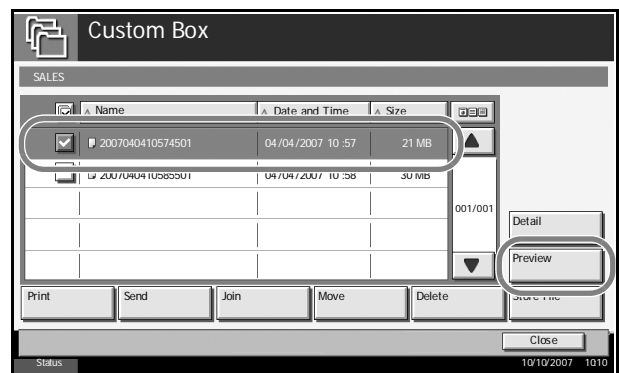 Custom Box
SALES
Name Date and Time Size
2007040410574501 04/04/2007 10:57 21 MB
2007040410585501 04/04/2007 10:58 30 MB
001/001
Detail
Preview
Print Send Join Move Delete Store File
Close
Status 10/10/2007 10:10